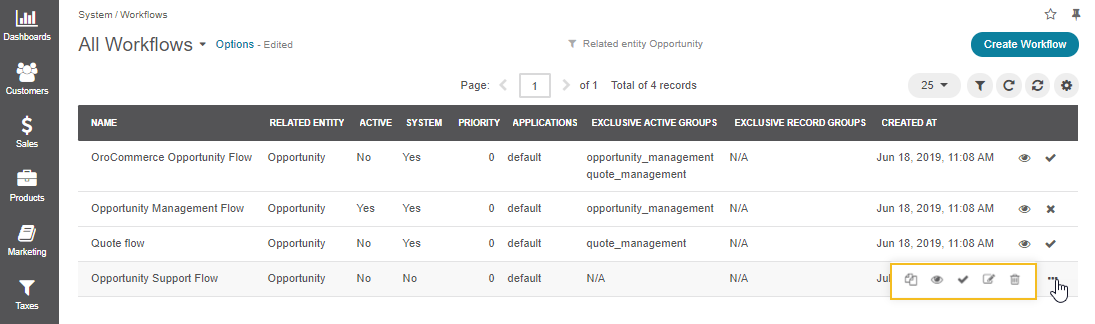 System / Workflows
All Workflows Options - Edited
Related entity Opportunity
Create Workflow
Dashboards
Customers
Sales
Products
Marketing
Taxes
Page: 1 of 1 Total of 4 records
25
NAME RELATED ENTITY ACTIVE SYSTEM PRIORITY APPLICATIONS EXCLUSIVE ACTIVE GROUPS EXCLUSIVE RECORD GROUPS CREATED AT
OroCommerce Opportunity Flow Opportunity No Yes 0 default opportunity_management N/A Jun 18, 2019, 11:08 AM
quote_management
Opportunity Management Flow Opportunity Yes Yes 0 default opportunity_management N/A Jun 18, 2019, 11:08 AM
Quote flow Opportunity No Yes 0 default quote_management N/A Jun 18, 2019, 11:08 AM
Opportunity Support Flow Opportunity No No 0 default N/A N/A